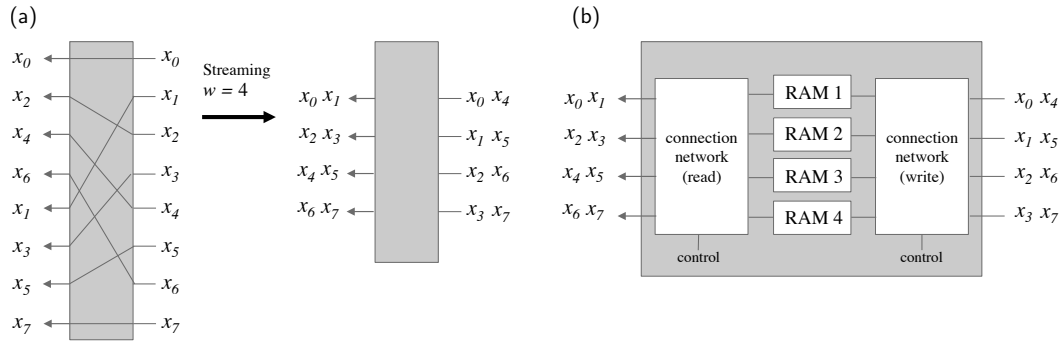 (a)
(b)
x0 x0
x2 x1
x4 x2
x6 x3
x1 x4
x3 x5
x5 x6
x7 x7
Streaming
w = 4
x0 x1 x0 x4
x2 x3 x1 x5
x4 x5 x2 x6
x6 x7 x3 x7
x0 x1 x0 x4
x2 x3 x1 x5
x4 x5 x2 x6
x6 x7 x3 x7
connection
network
(read)
RAM 1
RAM 2
RAM 3
RAM 4
connection
network
(write)
control
control